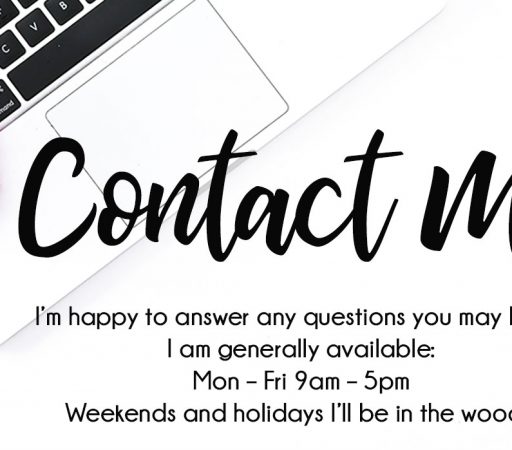 X C V B
command
Contact M
I'm happy to answer any questions you may
I am generally available:
Mon – Fri 9am – 5pm
Weekends and holidays I'll be in the wood